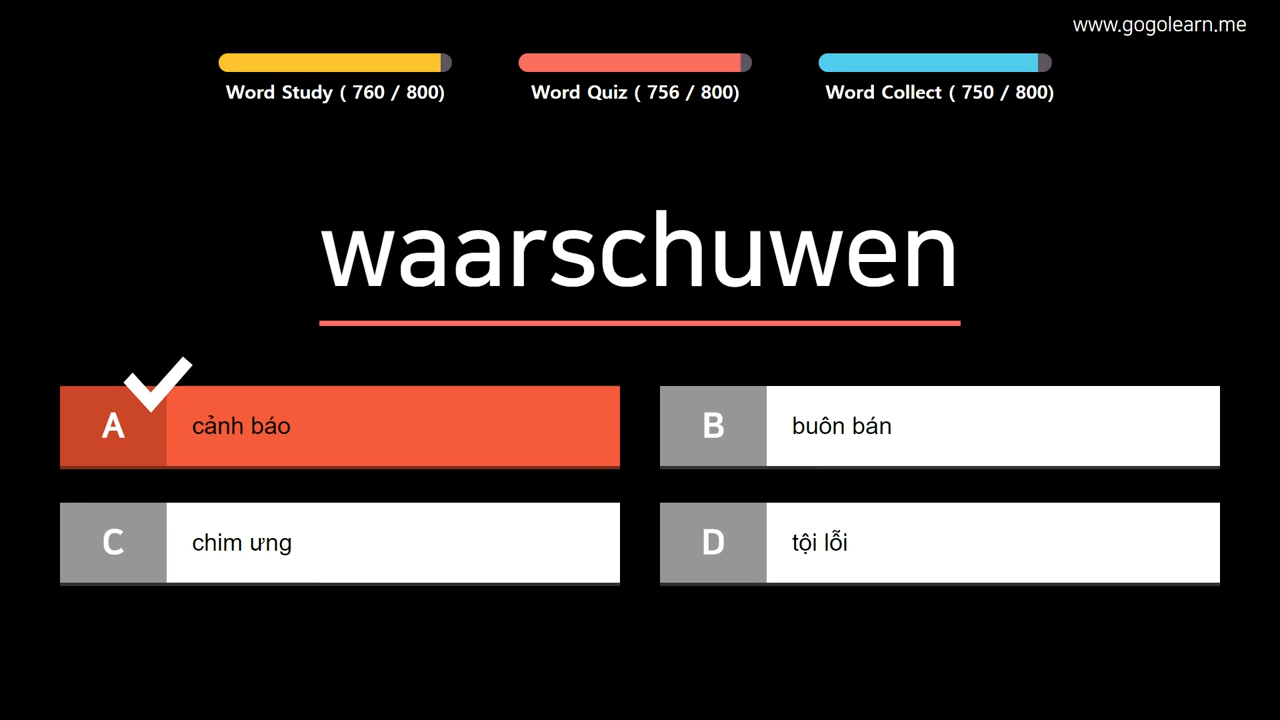 www.gogolearn.me
Word Study ( 760 / 800)
Word Quiz ( 756 / 800)
Word Collect ( 750 / 800)
waarschuwen
A cảnh báo
B buôn bán
C chim ưng
D tội lỗi